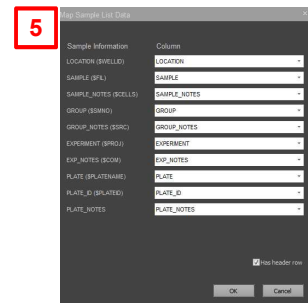 5
Map Sample List Data
Sample Information Column
LOCATION ($WELLID) LOCATION
SAMPLE ($FIL) SAMPLE
SAMPLE_NOTES ($CELLS) SAMPLE_NOTES
GROUP ($SMNO) GROUP
GROUP_NOTES ($SRC) GROUP_NOTES
EXPERIMENT ($PROJ) EXPERIMENT
EXP_NOTES ($COM) EXP_NOTES
PLATE ($PLATENAME) PLATE
PLATE_ID ($PLATEID) PLATE_ID
PLATE_NOTES PLATE_NOTES
Has header row
OK Cancel